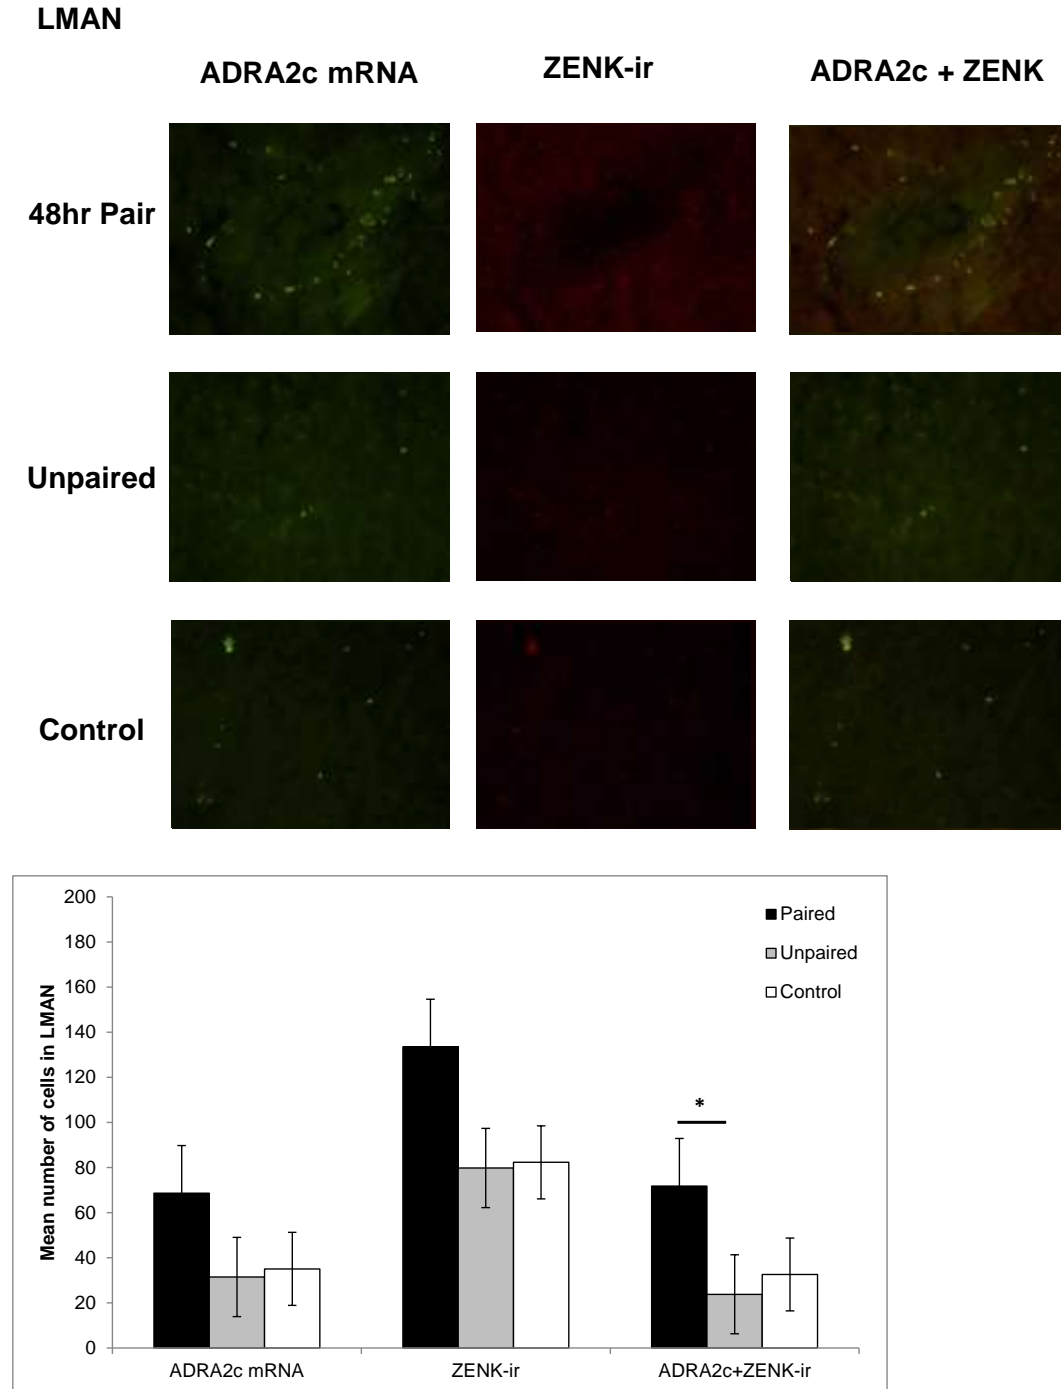 LMAN
ADRA2c mRNA ZENK-ir ADRA2c + ZENK
48hr Pair
Unpaired
Control
200
180
160
140
120
100
80
60
40
20
0
Mean number of cells in LMAN
Paired
Unpaired
Control
*
ADRA2c mRNA ZENK-ir ADRA2c+ZENK-ir